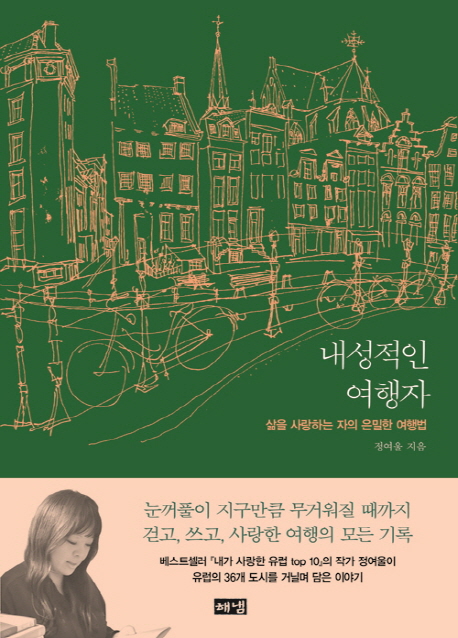 내성적인
여행자
삶을 사랑하는 자의 은밀한 여행법
정여울 지음
눈꺼풀이 지구만큼 무거워질 때까지
걷고, 쓰고, 사랑한 여행의 모든 기록
베스트셀러 『내가 사랑한 유럽 top 10』의 작가 정여울이
유럽의 36개 도시를 거닐며 담은 이야기
해냄